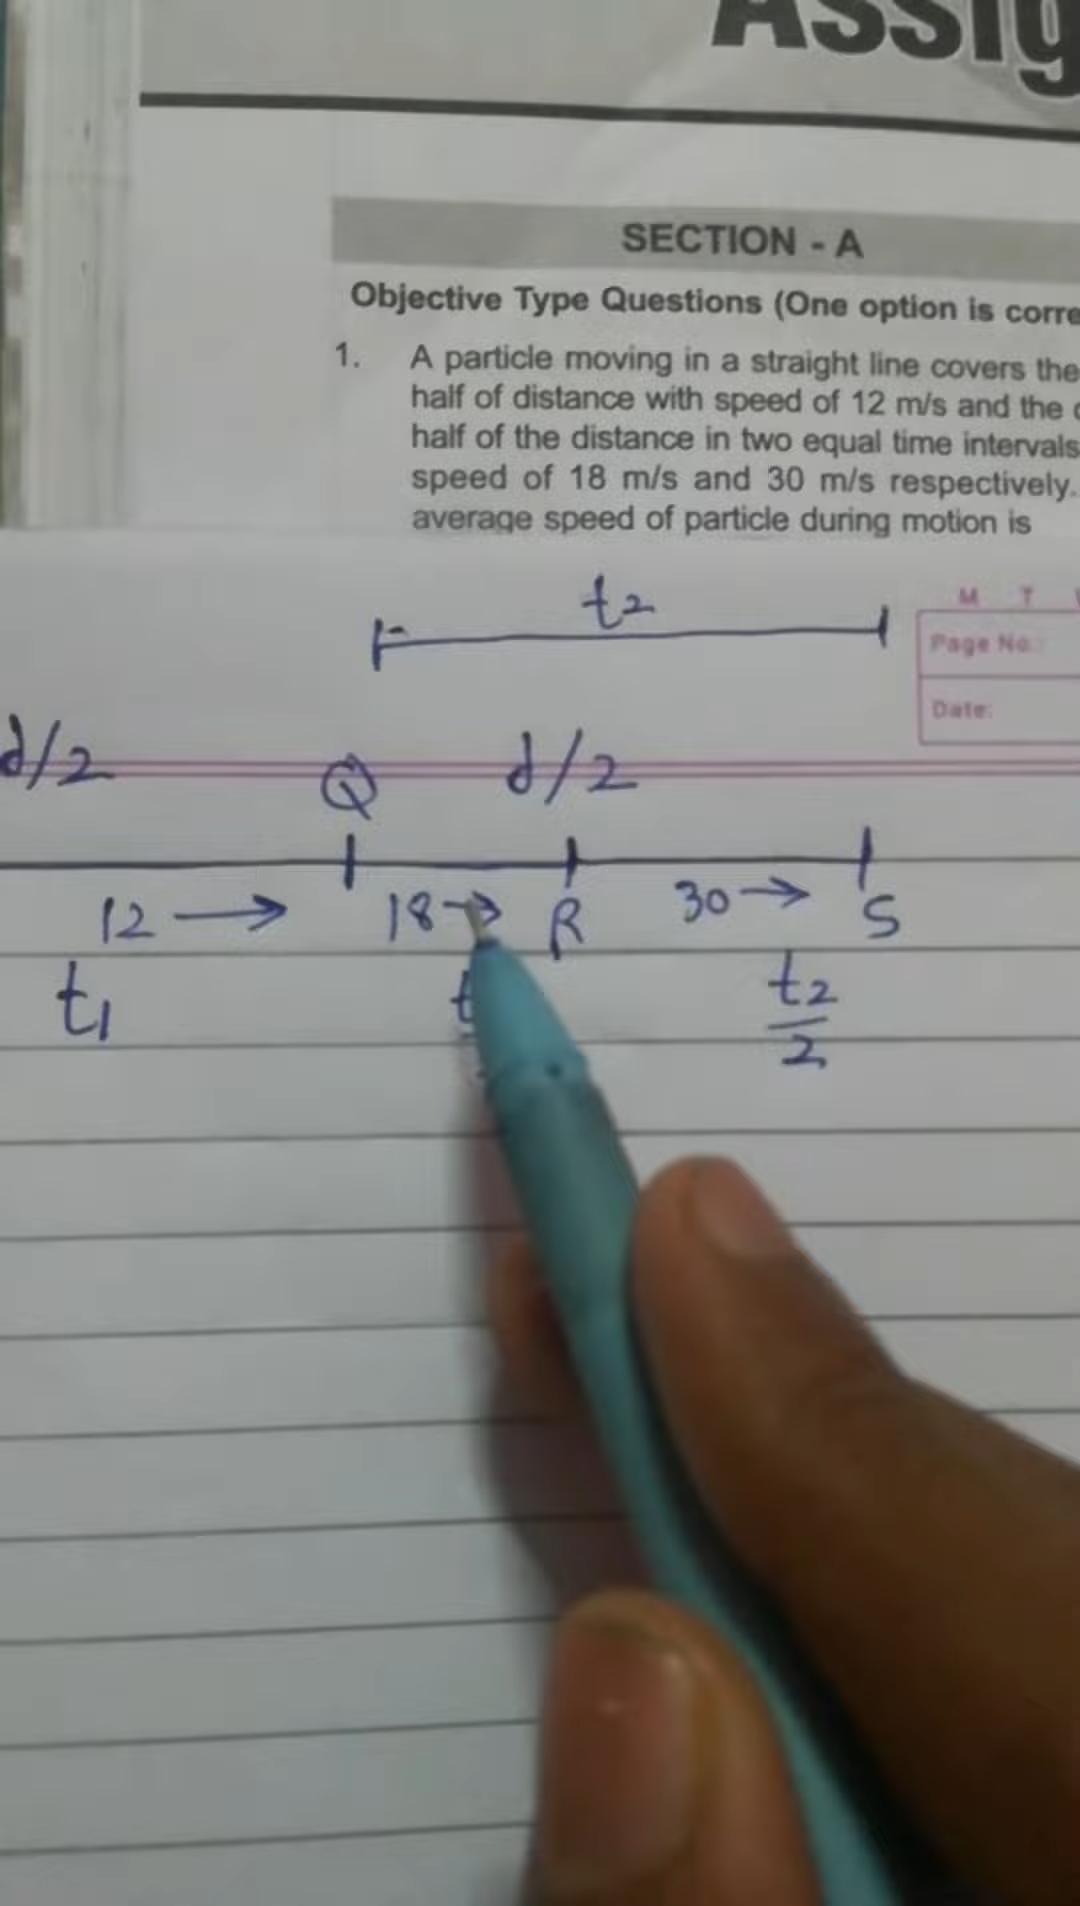 Assig
SECTION - A
Objective Type Questions (One option is corre
1. A particle moving in a straight line covers the
half of distance with speed of 12 m/s and the
half of the distance in two equal time intervals
speed of 18 m/s and 30 m/s respectively.
average speed of particle during motion is
t2
M T
Page No.:
Date:
d/2 Q d/2
12 → 18 → R 30 → S
t1 t t2/2